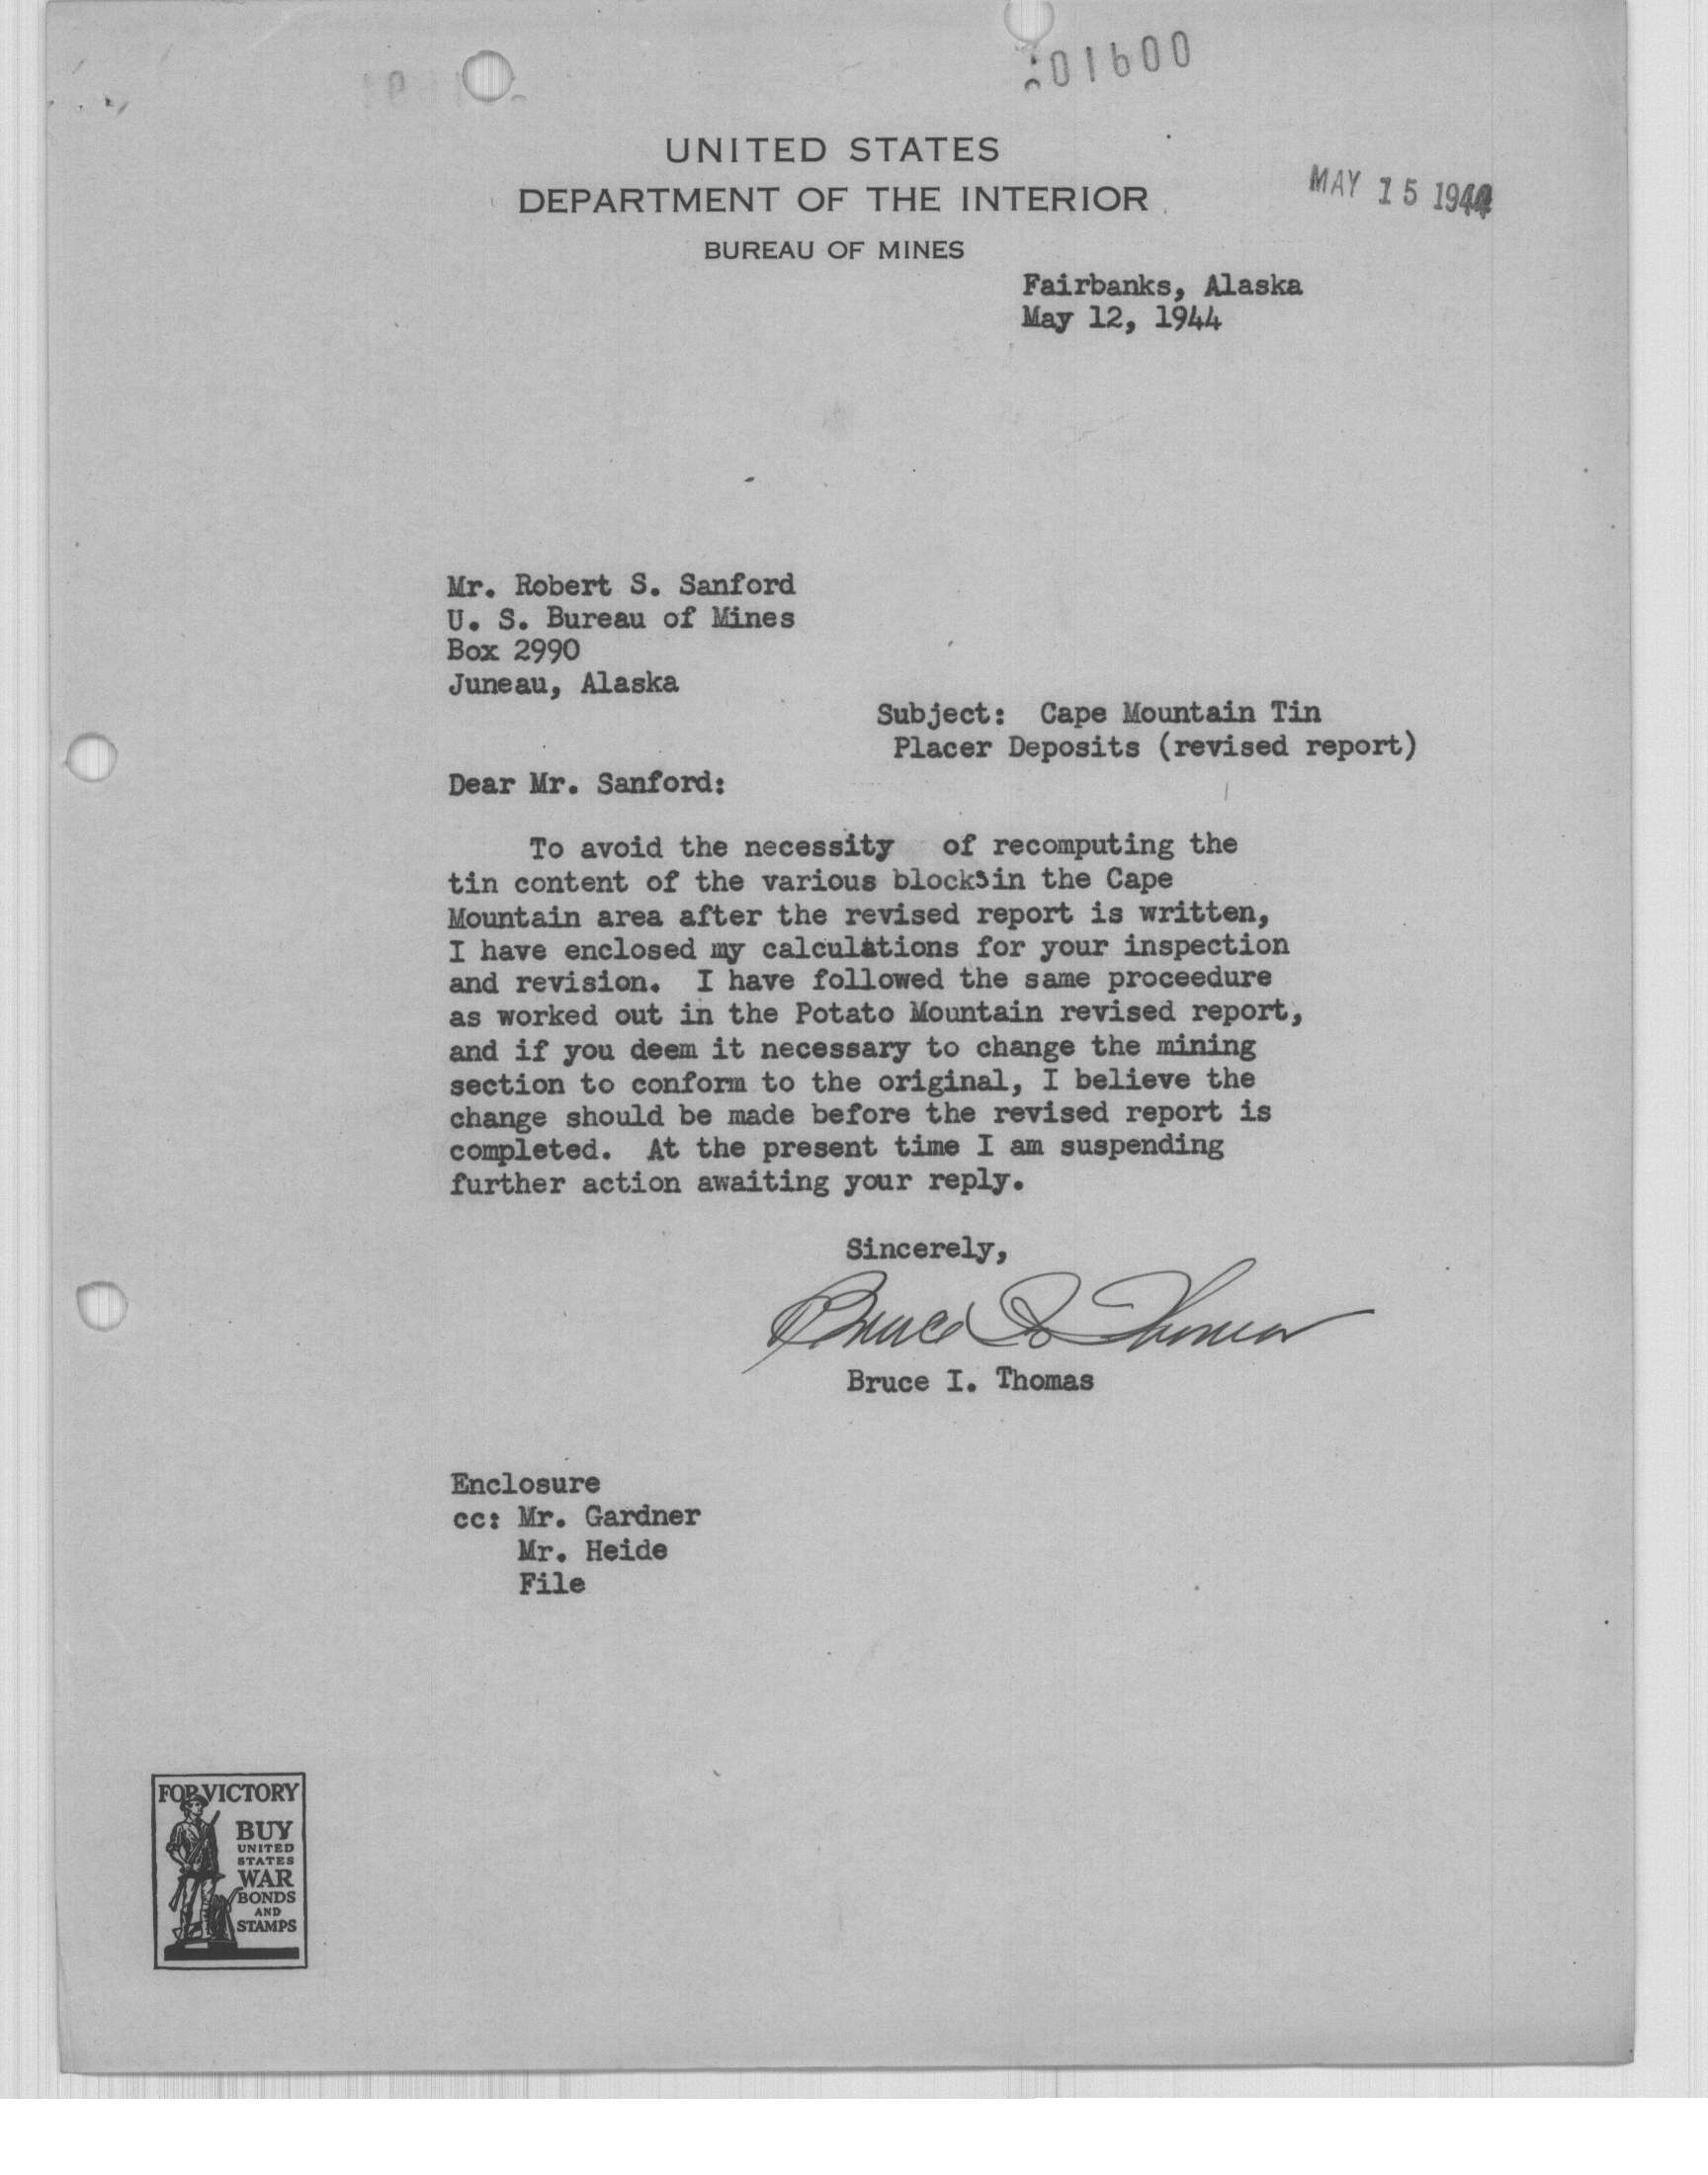 01600
UNITED STATES
DEPARTMENT OF THE INTERIOR
MAY 15 1944
BUREAU OF MINES
Fairbanks, Alaska
May 12, 1944
Mr. Robert S. Sanford
U. S. Bureau of Mines
Box 2990
Juneau, Alaska
Subject: Cape Mountain Tin
Placer Deposits (revised report)
Dear Mr. Sanford:
To avoid the necessity of recomputing the
tin content of the various blocks in the Cape
Mountain area after the revised report is written,
I have enclosed my calculations for your inspection
and revision. I have followed the same proceedure
as worked out in the Potato Mountain revised report,
and if you deem it necessary to change the mining
section to conform to the original, I believe the
change should be made before the revised report is
completed. At the present time I am suspending
further action awaiting your reply.
Sincerely,
Bruce I. Thomas
Bruce I. Thomas
Enclosure
cc: Mr. Gardner
Mr. Heide
File
FOR VICTORY
BUY
UNITED
STATES
WAR
BONDS
AND
STAMPS